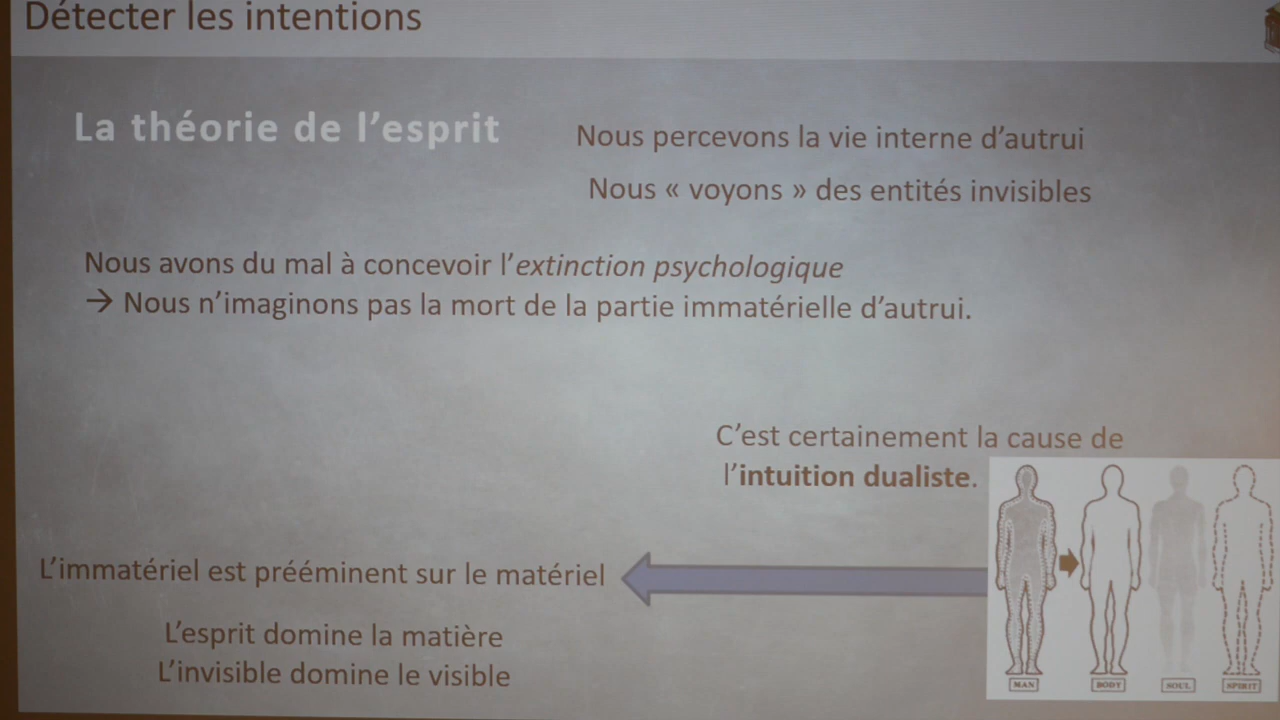 Détecter les intentions
La théorie de l'esprit
Nous percevons la vie interne d'autrui
Nous « voyons » des entités invisibles
Nous avons du mal à concevoir l'extinction psychologique
→ Nous n'imaginons pas la mort de la partie immatérielle d'autrui.
C'est certainement la cause de
l'intuition dualiste.
L'immatériel est prééminent sur le matériel
L'esprit domine la matière
L'invisible domine le visible
MAN
BODY
SOUL
SPIRIT